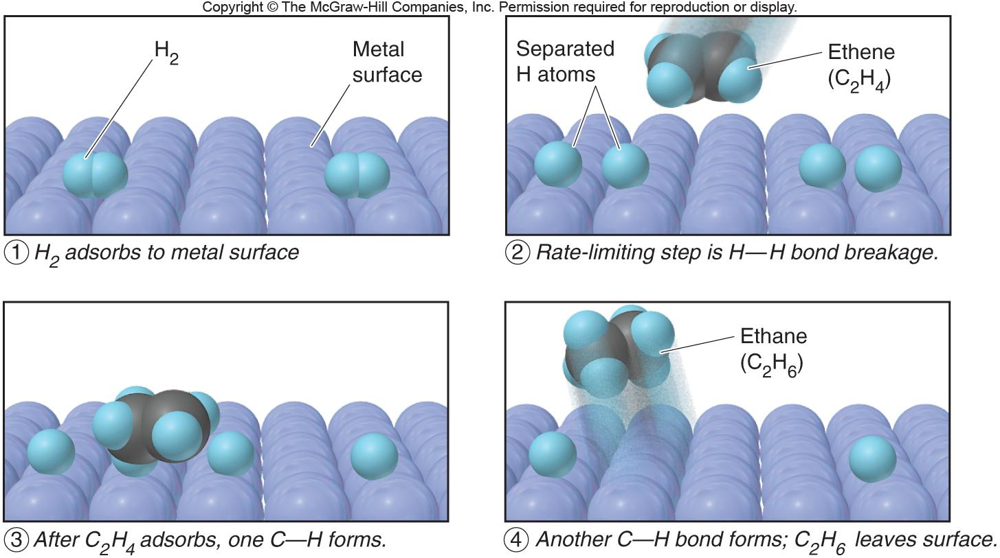 Copyright © The McGraw-Hill Companies, Inc. Permission required for reproduction or display.
H₂
Metal
surface
① H₂ adsorbs to metal surface
Separated
H atoms
Ethene
(C₂H₄)
② Rate-limiting step is H—H bond breakage.
③ After C₂H₄ adsorbs, one C—H forms.
Ethane
(C₂H₆)
④ Another C—H bond forms; C₂H₆ leaves surface.